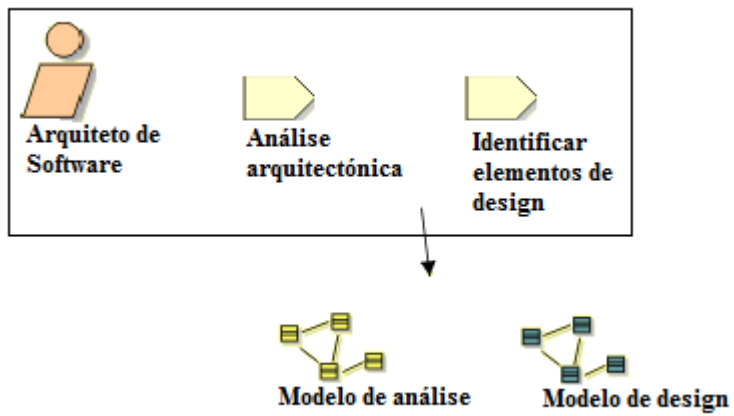 Arquiteto de
Software
Análise
arquitectónica
Identificar
elementos de
design
Modelo de análise
Modelo de design